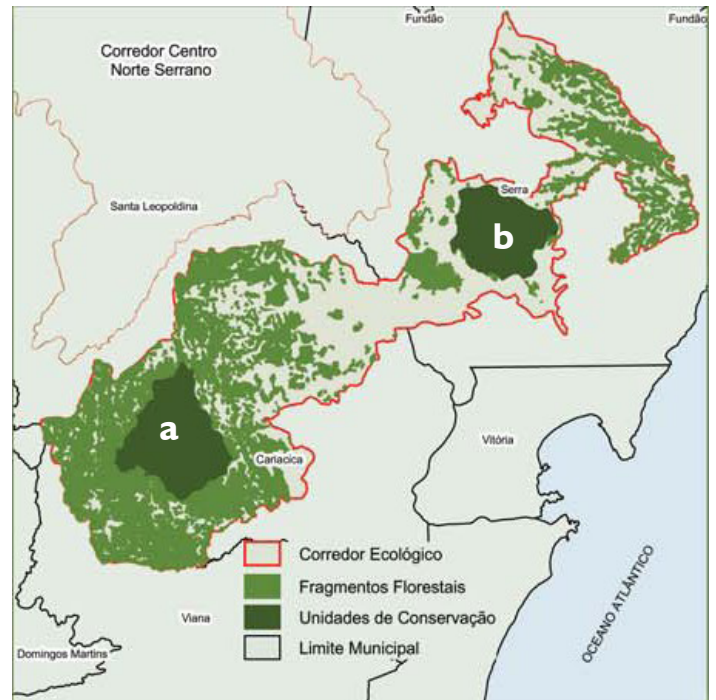 Fundão
Fundão
Corredor Centro
Norte Serrano
Serra
Santa Leopoldina
b
a
Vitória
Cariacica
Corredor Ecológico
Fragmentos Florestais
Unidades de Conservação
Limite Municipal
Viana
Domingos Martins
OCEANO ATLÂNTICO